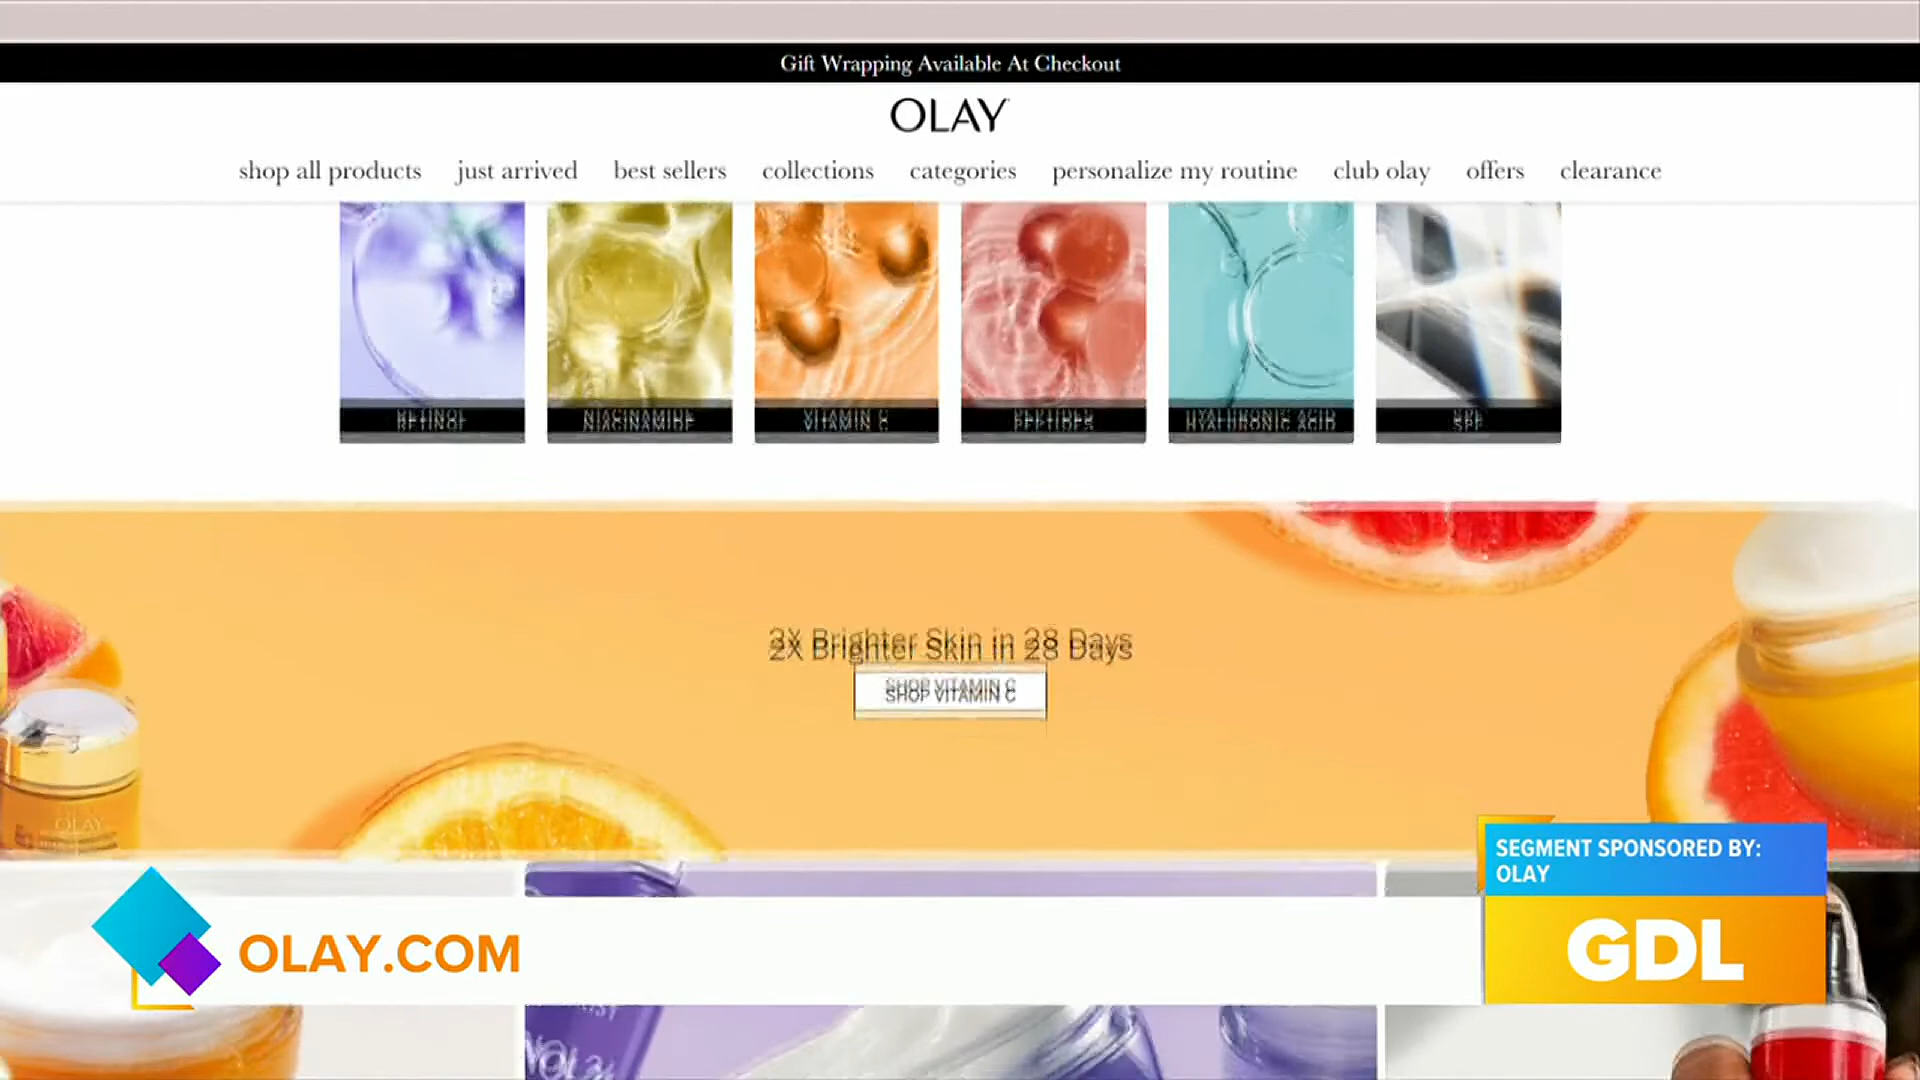 Gift Wrapping Available At Checkout
OLAY
shop all products just arrived best sellers collections categories personalize my routine club olay offers clearance
RETINOL NIACINAMIDE VITAMIN C PEPTIDES HYALURONIC ACID SPF
2X Brighter Skin in 28 Days
SHOP VITAMIN C
OLAY
SEGMENT SPONSORED BY:
OLAY
OLAY.COM
GDL